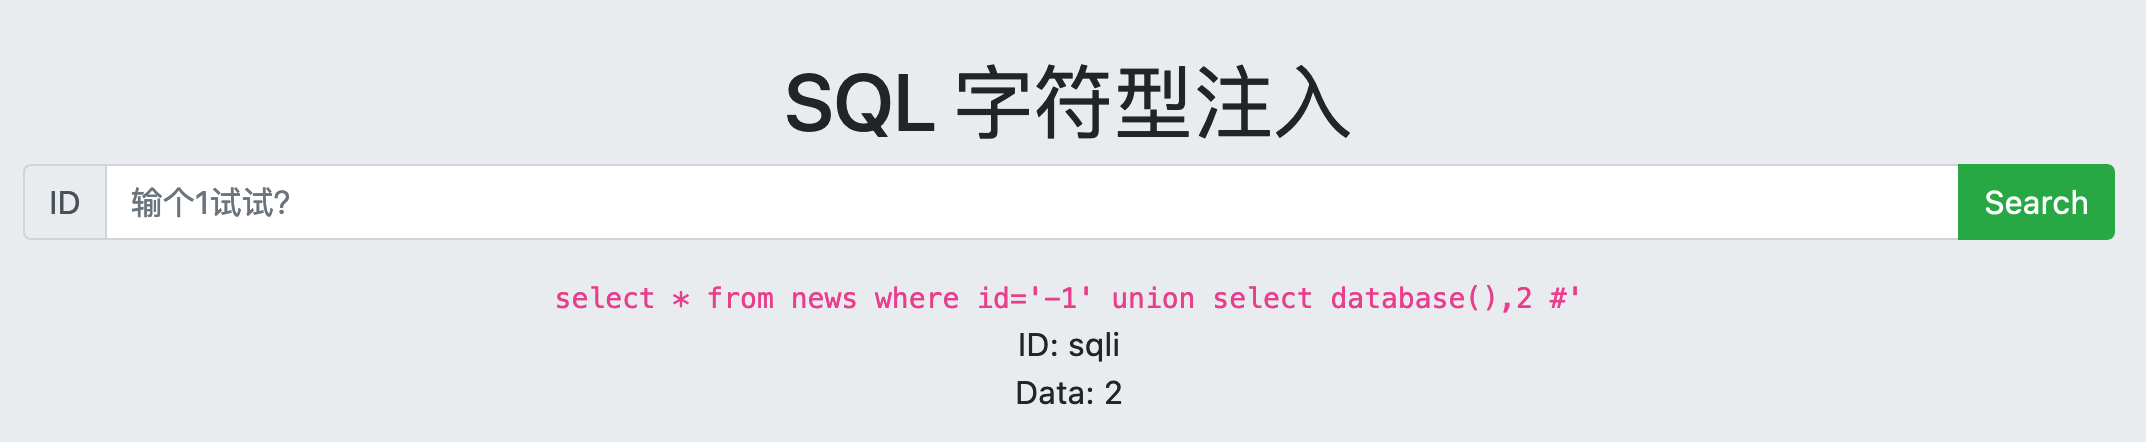 SQL 字符型注入
ID 输个1试试? Search
select * from news where id='-1' union select database(),2 #'
ID: sqli
Data: 2